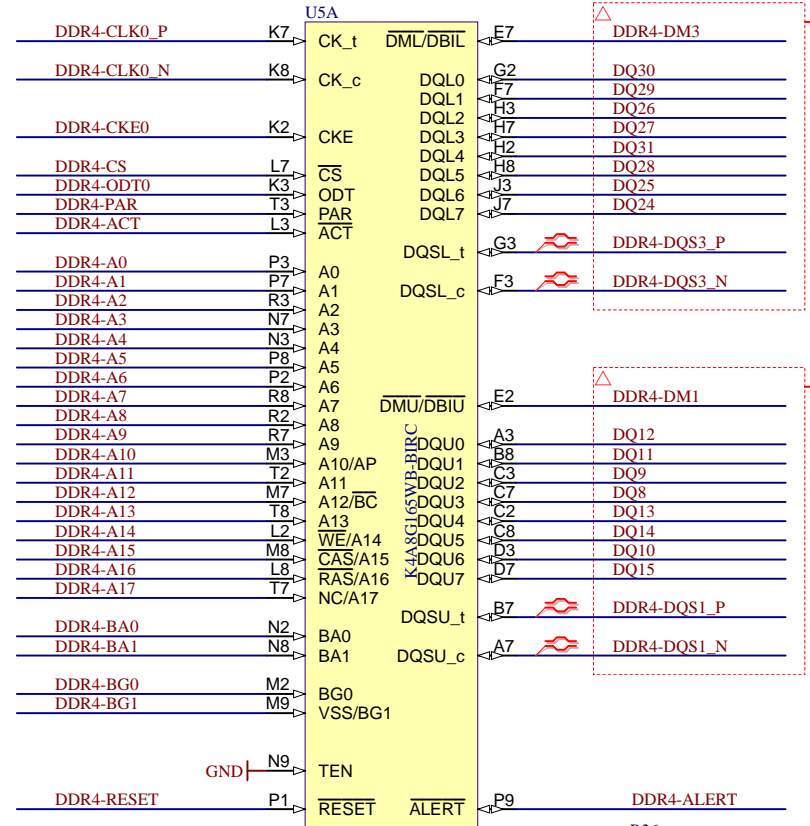 U5A
DDR4-CLK0_P K7 CK_t DML/DBIL E7 DDR4-DM3
DDR4-CLK0_N K8 CK_c DQL0 G2 DQ30
DQL1 F7 DQ29
DQL2 H3 DQ26
DDR4-CKE0 K2 CKE DQL3 H7 DQ27
DQL4 H2 DQ31
DDR4-CS L7 CS DQL5 H8 DQ28
DDR4-ODT0 K3 ODT DQL6 J3 DQ25
DDR4-PAR T3 PAR DQL7 J7 DQ24
DDR4-ACT L3 ACT
DQSL_t G3 DDR4-DQS3_P
DDR4-A0 P3 A0
DDR4-A1 P7 A1 DQSL_c F3 DDR4-DQS3_N
DDR4-A2 R3 A2
DDR4-A3 N7 A3
DDR4-A4 N3 A4
DDR4-A5 P8 A5
DDR4-A6 P2 A6
DDR4-A7 R8 A7 DMU/DBIU E2 DDR4-DM1
DDR4-A8 R2 A8
DDR4-A9 R7 A9 DQU0 A3 DQ12
DDR4-A10 M3 A10/AP DQU1 B8 DQ11
DDR4-A11 T2 A11 DQU2 C3 DQ9
DDR4-A12 M7 A12/BC DQU3 C7 DQ8
DDR4-A13 T8 A13 DQU4 C2 DQ13
DDR4-A14 L2 WE/A14 DQU5 C8 DQ14
DDR4-A15 M8 CAS/A15 DQU6 D3 DQ10
DDR4-A16 L8 RAS/A16 DQU7 D7 DQ15
DDR4-A17 T7 NC/A17
K4A8G165WB-BIRC
DQSU_t B7 DDR4-DQS1_P
DDR4-BA0 N2 BA0
DDR4-BA1 N8 BA1 DQSU_c A7 DDR4-DQS1_N
DDR4-BG0 M2 BG0
DDR4-BG1 M9 VSS/BG1
GND N9 TEN
DDR4-RESET P1 RESET ALERT P9 DDR4-ALERT